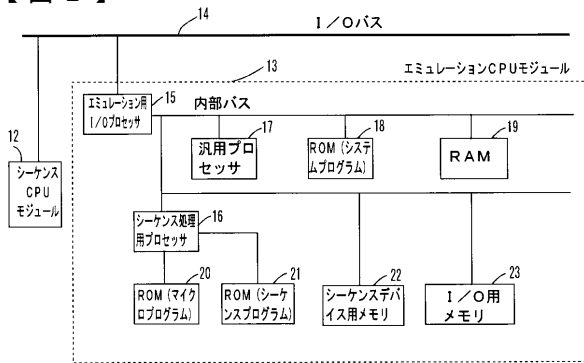 14
I/Oバス
13
エミュレーションCPUモジュール
エミュレーション用
I/Oプロセッサ
15
内部バス
12
シーケンス
CPU
モジュール
17
汎用プロ
セッサ
18
ROM(システ
ムプログラム)
19
RAM
シーケンス処理
用プロセッサ
16
20
ROM(マイク
ロプログラム)
21
ROM(シーケ
ンスプログラム)
22
シーケンスデバ
イス用メモリ
23
I/O用
メモリ